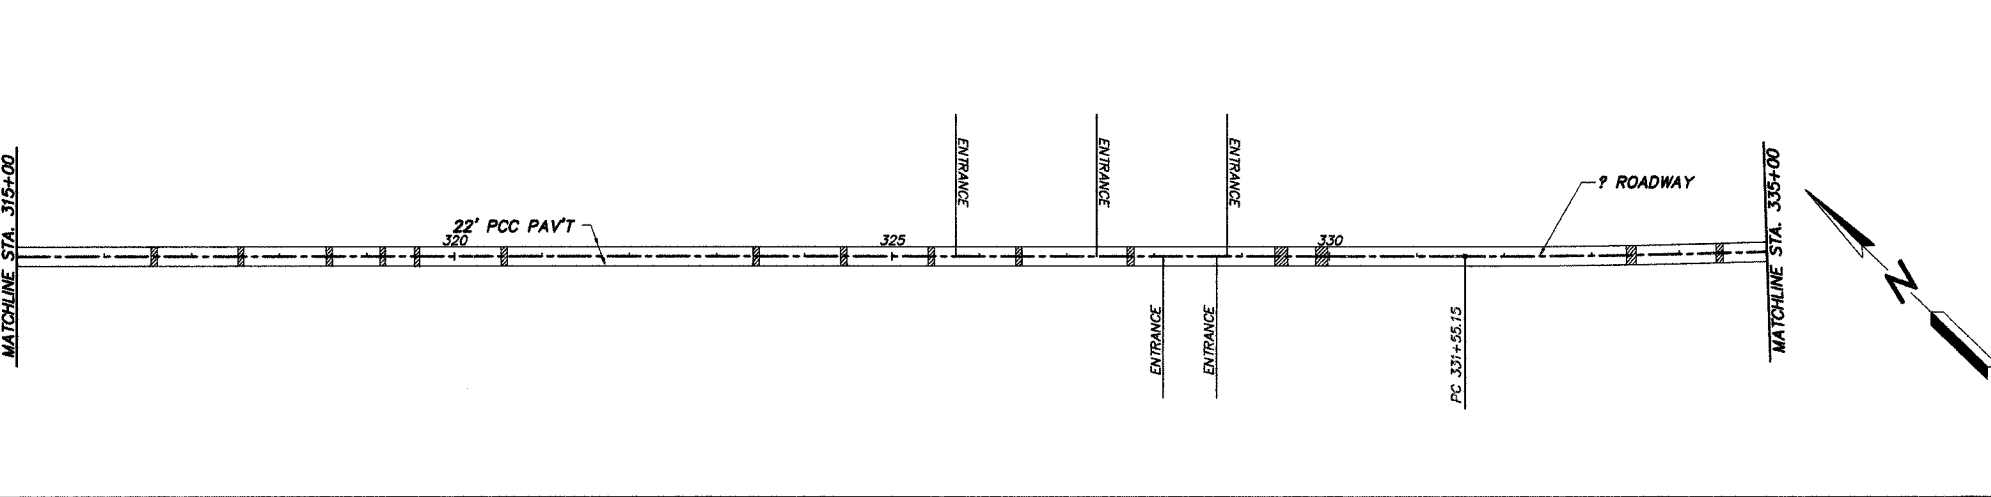 MATCHLINE STA. 315+00
22' PCC PAV'T
320
325
ENTRANCE
ENTRANCE
ENTRANCE
330
? ROADWAY
ENTRANCE
ENTRANCE
PC 331+55.15
MATCHLINE STA. 335+00
N